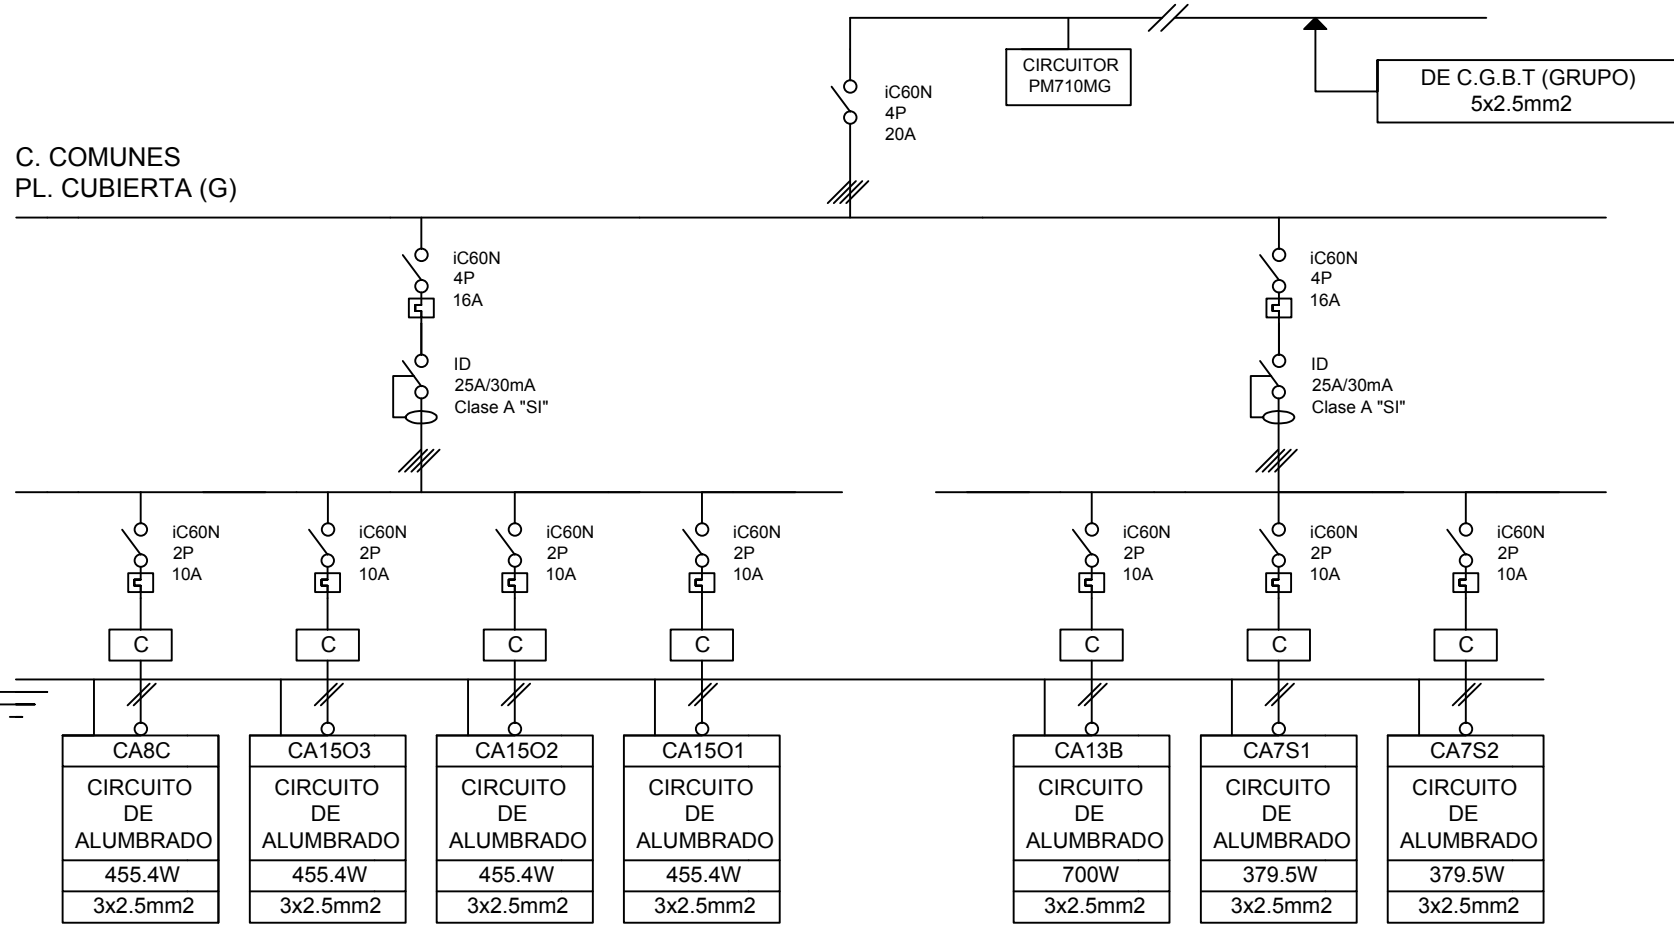 CIRCUITOR
PM710MG
DE C.G.B.T (GRUPO)
5x2.5mm2
iC60N
4P
20A
C. COMUNES
PL. CUBIERTA (G)
iC60N
4P
16A
iC60N
4P
16A
ID
25A/30mA
Clase A "SI"
ID
25A/30mA
Clase A "SI"
iC60N
2P
10A
iC60N
2P
10A
iC60N
2P
10A
iC60N
2P
10A
iC60N
2P
10A
iC60N
2P
10A
iC60N
2P
10A
C
C
C
C
C
C
C
CA8C
CIRCUITO
DE
ALUMBRADO
455.4W
3x2.5mm2
CA15O3
CIRCUITO
DE
ALUMBRADO
455.4W
3x2.5mm2
CA15O2
CIRCUITO
DE
ALUMBRADO
455.4W
3x2.5mm2
CA15O1
CIRCUITO
DE
ALUMBRADO
455.4W
3x2.5mm2
CA13B
CIRCUITO
DE
ALUMBRADO
700W
3x2.5mm2
CA7S1
CIRCUITO
DE
ALUMBRADO
379.5W
3x2.5mm2
CA7S2
CIRCUITO
DE
ALUMBRADO
379.5W
3x2.5mm2